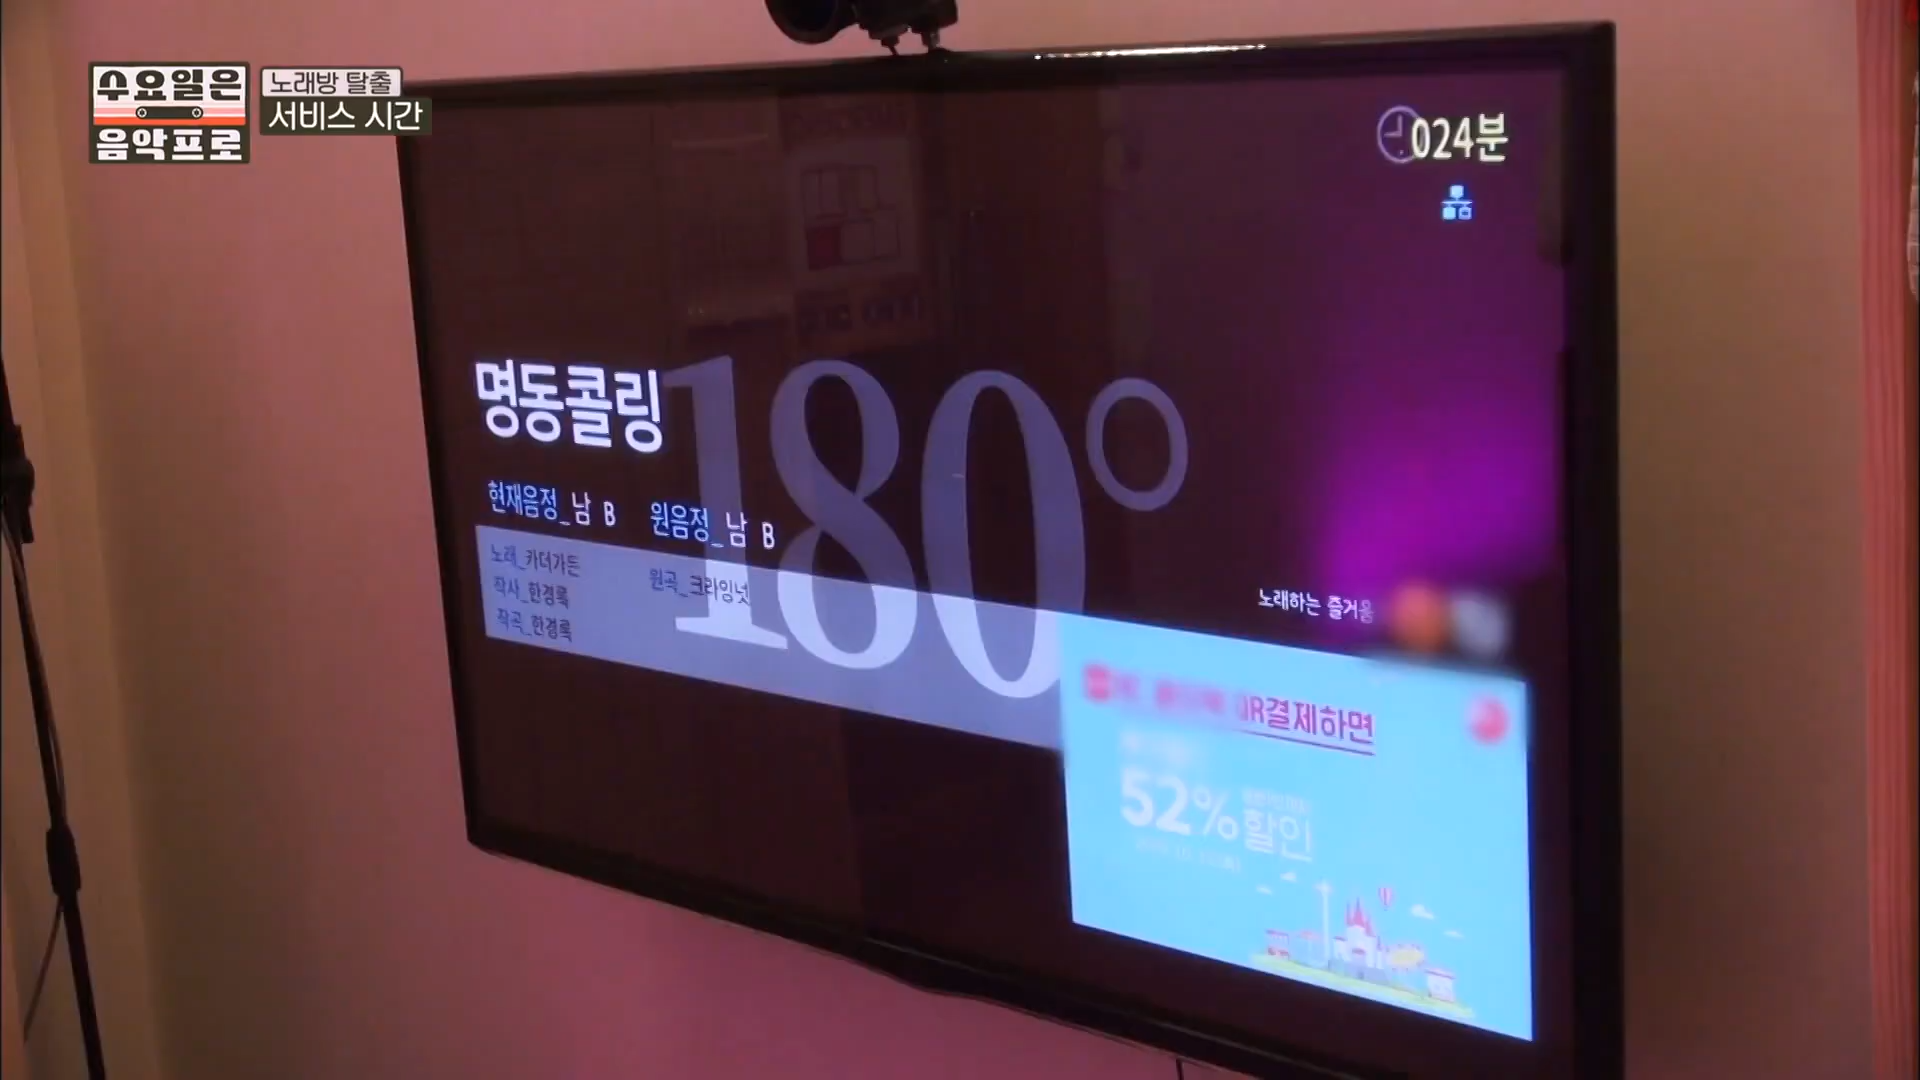 수요일은
음악프로
노래방 탈출
서비스 시간
024분
명동콜링
180°
현재음정_남 B 원음정_남 B
노래_카더가든 원곡_크라잉넛
작사_한경록
작곡_한경록
노래하는 즐거움
QR결제하면
52% 할인